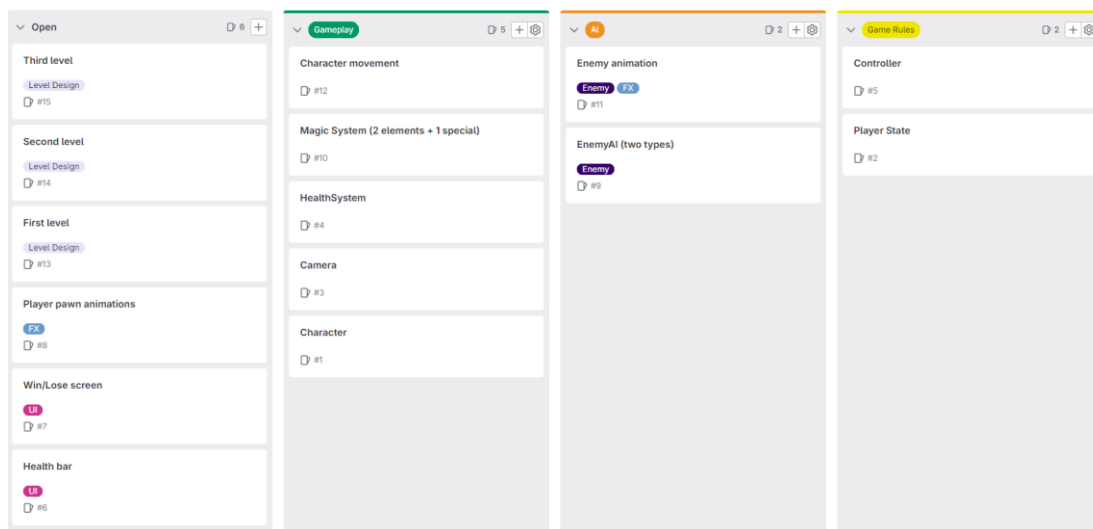 Open
6
Third level
Level Design
#15
Second level
Level Design
#14
First level
Level Design
#13
Player pawn animations
FX
#8
Win/Lose screen
UI
#7
Health bar
UI
#6
Gameplay
5
Character movement
#12
Magic System (2 elements + 1 special)
#10
HealthSystem
#4
Camera
#3
Character
#1
AI
2
Enemy animation
Enemy FX
#11
EnemyAI (two types)
Enemy
#9
Game Rules
2
Controller
#5
Player State
#2